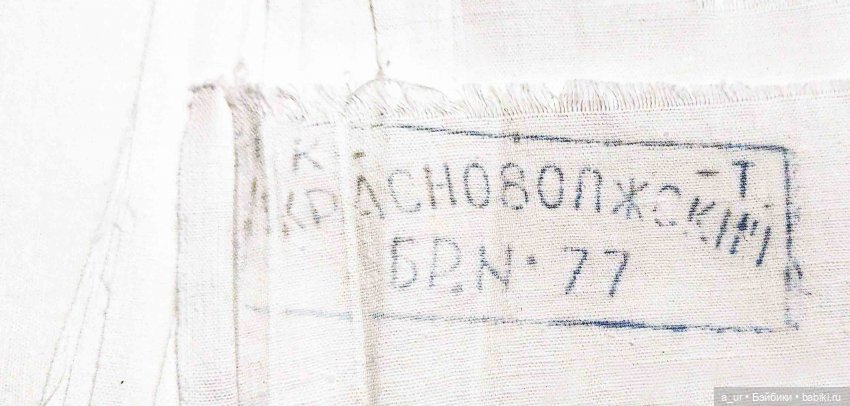 К - Т
КРАСНОВОЛЖСКИЙ
БР. N° 77
a_ur • Бэйбики • babiki.ru